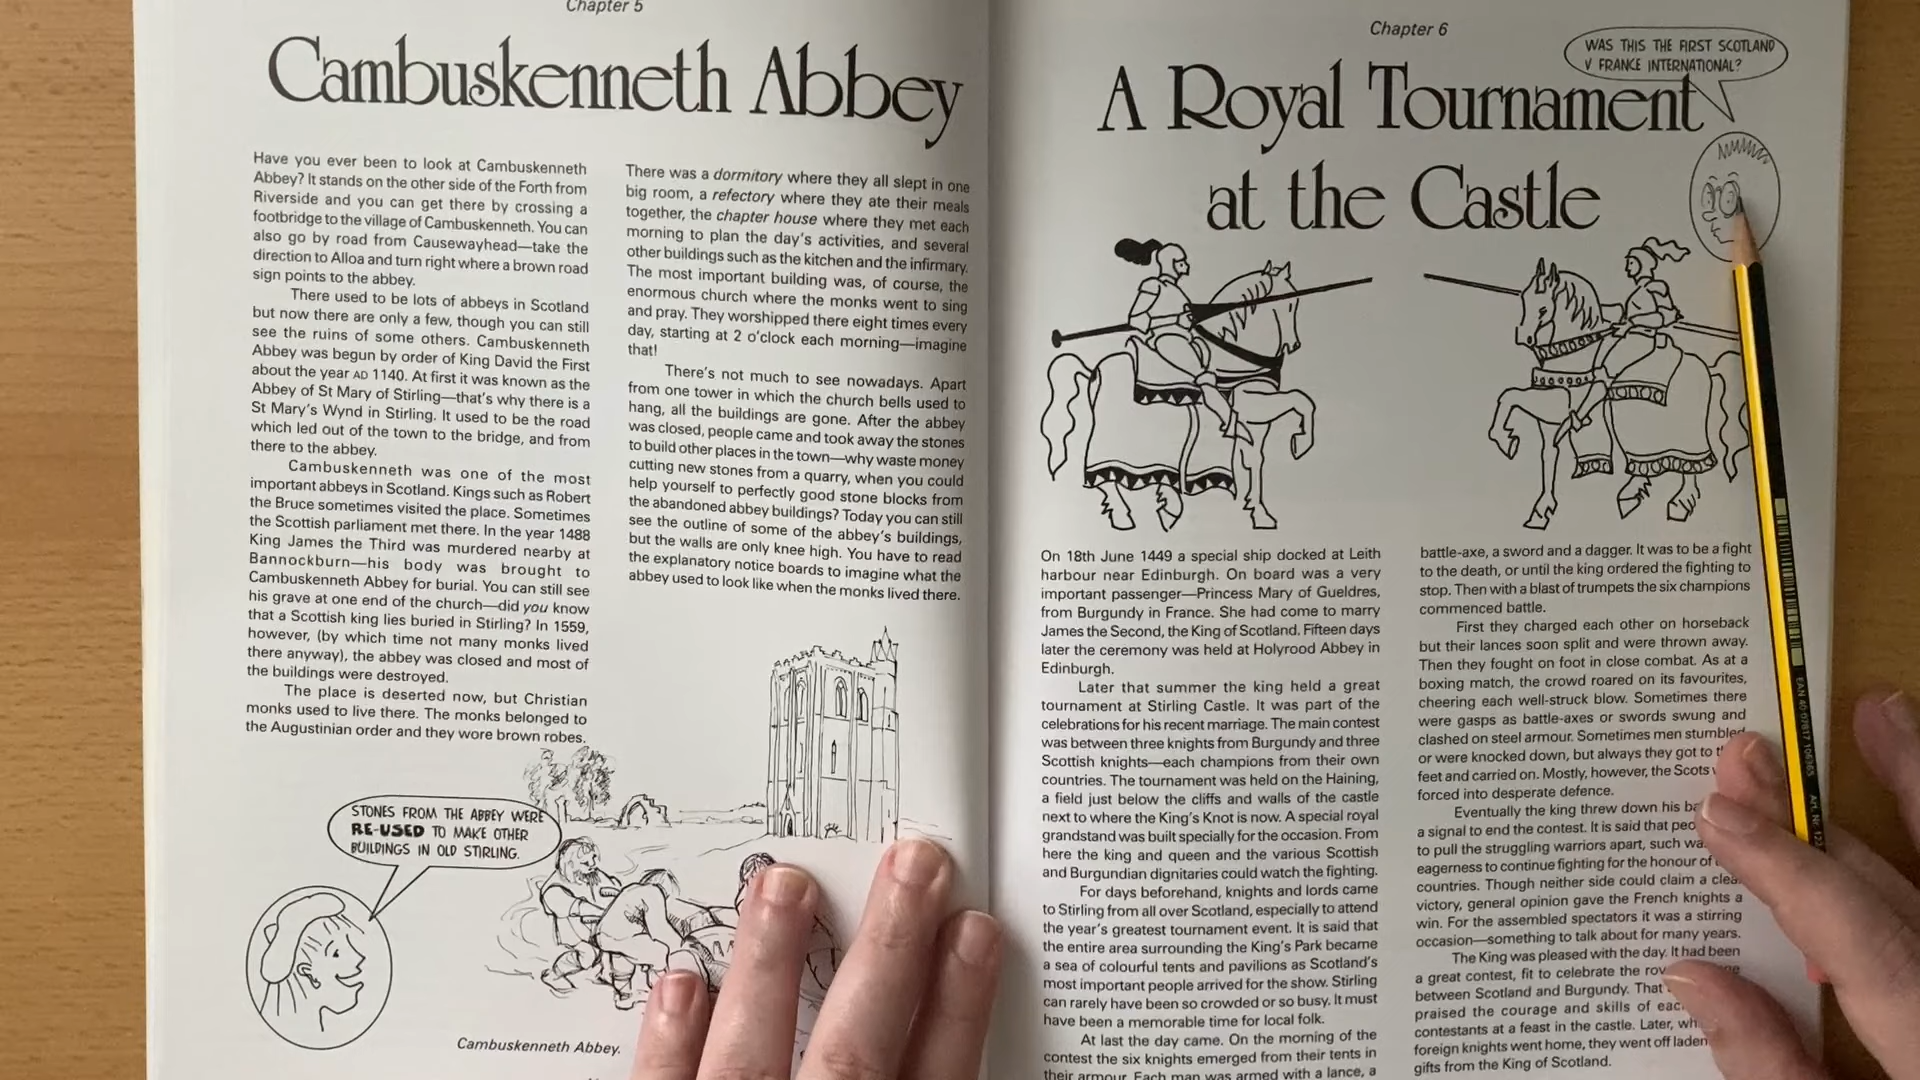 Chapter 5
Cambuskenneth Abbey
Have you ever been to look at Cambuskenneth
Abbey? It stands on the other side of the Forth from
Riverside and you can get there by crossing a
footbridge to the village of Cambuskenneth. You can
also go by road from Causewayhead—take the
direction to Alloa and turn right where a brown road
sign points to the abbey.
There used to be lots of abbeys in Scotland
but now there are only a few, though you can still
see the ruins of some others. Cambuskenneth
Abbey was begun by order of King David the First
about the year AD 1140. At first it was known as the
Abbey of St Mary of Stirling—that's why there is a
St Mary's Wynd in Stirling. It used to be the road
which led out of the town to the bridge, and from
there to the abbey.
Cambuskenneth was one of the most
important abbeys in Scotland. Kings such as Robert
the Bruce sometimes visited the place. Sometimes
the Scottish parliament met there. In the year 1488
King James the Third was murdered nearby at
Bannockburn—his body was brought to
Cambuskenneth Abbey for burial. You can still see
his grave at one end of the church—did you know
that a Scottish king lies buried in Stirling? In 1559,
however, (by which time not many monks lived
there anyway), the abbey was closed and most of
the buildings were destroyed.
The place is deserted now, but Christian
monks used to live there. The monks belonged to
the Augustinian order and they wore brown robes.
There was a dormitory where they all slept in one
big room, a refectory where they ate their meals
together, the chapter house where they met each
morning to plan the day's activities, and several
other buildings such as the kitchen and the infirmary.
The most important building was, of course, the
enormous church where the monks went to sing
and pray. They worshipped there eight times every
day, starting at 2 o'clock each morning—imagine
that!
There's not much to see nowadays. Apart
from one tower in which the church bells used to
hang, all the buildings are gone. After the abbey
was closed, people came and took away the stones
to build other places in the town—why waste money
cutting new stones from a quarry, when you could
help yourself to perfectly good stone blocks from
the abandoned abbey buildings? Today you can still
see the outline of some of the abbey's buildings,
but the walls are only knee high. You have to read
the explanatory notice boards to imagine what the
abbey used to look like when the monks lived there.
STONES FROM THE ABBEY WERE
RE-USED TO MAKE OTHER
BUILDINGS IN OLD STIRLING.
Cambuskenneth Abbey.
Chapter 6
WAS THIS THE FIRST SCOTLAND
V FRANCE INTERNATIONAL?
A Royal Tournament
at the Castle
On 18th June 1449 a special ship docked at Leith
harbour near Edinburgh. On board was a very
important passenger—Princess Mary of Gueldres,
from Burgundy in France. She had come to marry
James the Second, the King of Scotland. Fifteen days
later the ceremony was held at Holyrood Abbey in
Edinburgh.
Later that summer the king held a great
tournament at Stirling Castle. It was part of the
celebrations for his recent marriage. The main contest
was between three knights from Burgundy and three
Scottish knights—each champions from their own
countries. The tournament was held on the Haining,
a field just below the cliffs and walls of the castle
next to where the King's Knot is now. A special royal
grandstand was built specially for the occasion. From
here the king and queen and the various Scottish
and Burgundian dignitaries could watch the fighting.
For days beforehand, knights and lords came
to Stirling from all over Scotland, especially to attend
the year's greatest tournament event. It is said that
the entire area surrounding the King's Park became
a sea of colourful tents and pavilions as Scotland's
most important people arrived for the show. Stirling
can rarely have been so crowded or so busy. It must
have been a memorable time for local folk.
At last the day came. On the morning of the
contest the six knights emerged from their tents in
their armour. Each man was armed with a lance, a
battle-axe, a sword and a dagger. It was to be a fight
to the death, or until the king ordered the fighting to
stop. Then with a blast of trumpets the six champions
commenced battle.
First they charged each other on horseback
but their lances soon split and were thrown away.
Then they fought on foot in close combat. As at a
boxing match, the crowd roared on its favourites,
cheering each well-struck blow. Sometimes there
were gasps as battle-axes or swords swung and
clashed on steel armour. Sometimes men stumbled
or were knocked down, but always they got to
feet and carried on. Mostly, however, the Scots
forced into desperate defence.
Eventually the king threw down his
a signal to end the contest. It is said that
to pull the struggling warriors apart, such
eagerness to continue fighting for the honour of
countries. Though neither side could claim a clear
victory, general opinion gave the French knights a
win. For the assembled spectators it was a stirring
occasion—something to talk about for many years.
The King was pleased with the day. It had been
a great contest, fit to celebrate the
between Scotland and Burgundy. That
praised the courage and skills of
contestants at a feast in the castle. Later,
foreign knights went home, they went off laden
gifts from the King of Scotland.